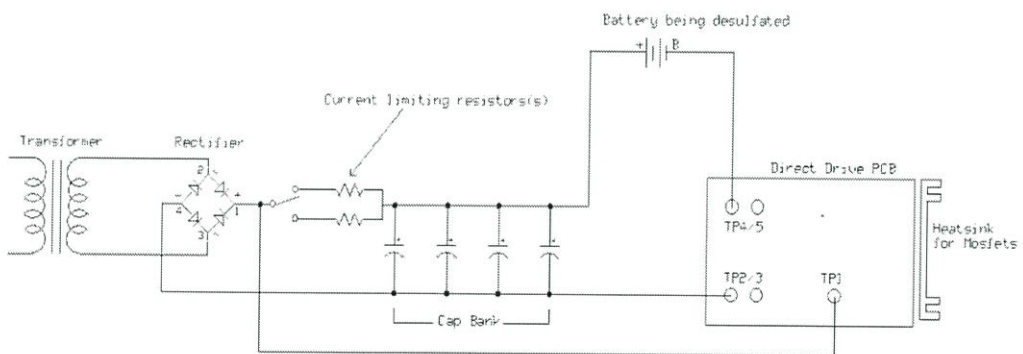 Battery being desulfated
+ B
Current limiting resistors(s)
Transformer
Rectifier
2 ~
- +
4 1
3 ~
+ + + +
Cap Bank
Direct Drive PCB
TP4/5
TP2/3
TP1
Heatsink
for Mosfets